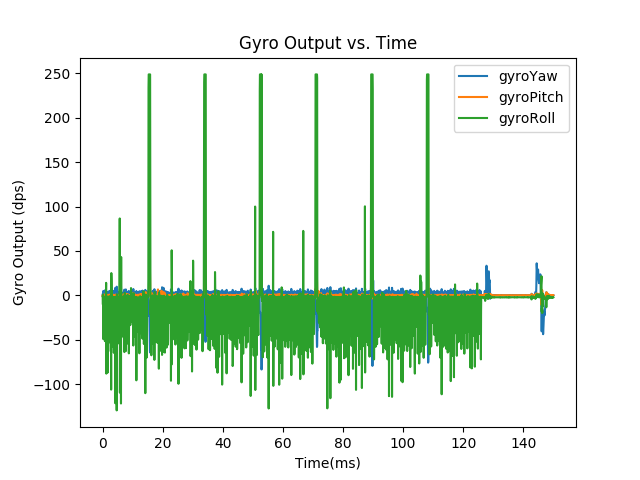 Gyro Output vs. Time
gyroYaw
gyroPitch
gyroRoll
Gyro Output (dps)
250
200
150
100
50
0
−50
−100
0 20 40 60 80 100 120 140
Time(ms)